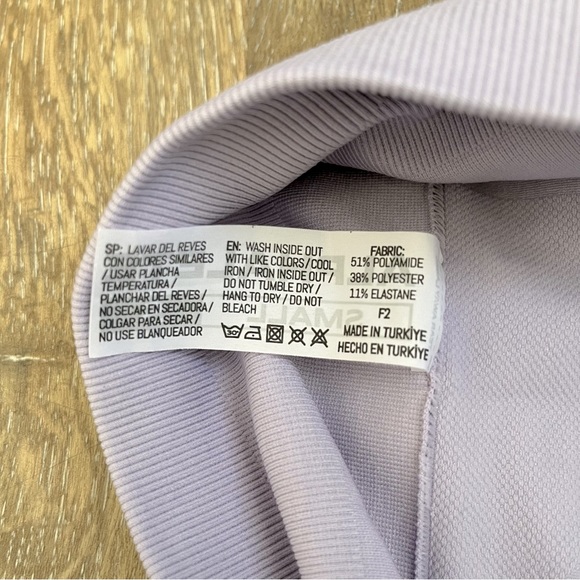 SP: LAVAR DEL REVES
CON COLORES SIMILARES
/ USAR PLANCHA
TEMPERATURA /
PLANCHAR DEL REVES /
NO SECAR EN SECADORA/
COLGAR PARA SECAR /
NO USE BLANQUEADOR
EN: WASH INSIDE OUT
WITH LIKE COLORS/COOL
IRON / IRON INSIDE OUT /
DO NOT TUMBLE DRY /
HANG TO DRY / DO NOT
BLEACH
FABRIC:
51% POLYAMIDE
38% POLYESTER
11% ELASTANE
F2
MADE IN TURKİYE
HECHO EN TURKİYE
SMALL